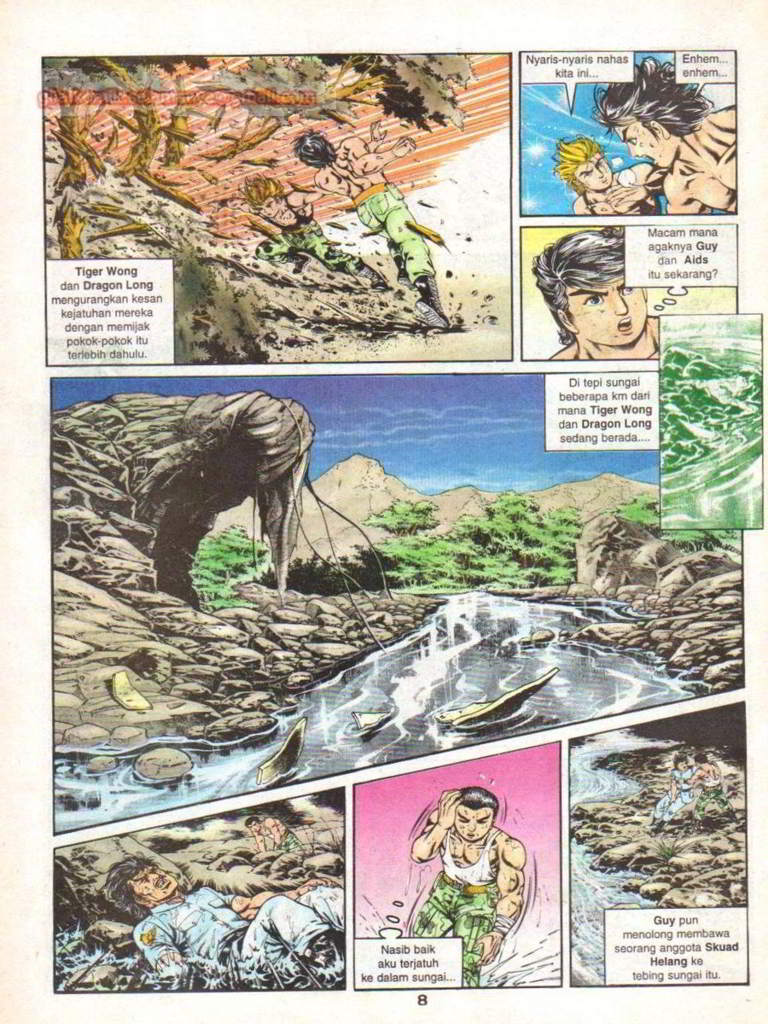 Nyaris-nyaris nahas
kita ini...
Enhem...
enhem...
Tiger Wong
dan Dragon Long
mengurangkan kesan
kejatuhan mereka
dengan memijak
pokok-pokok itu
terlebih dahulu.
Macam mana
agaknya Guy
dan Aids
itu sekarang?
Di tepi sungai
beberapa km dari
mana Tiger Wong
dan Dragon Long
sedang berada....
Nasib baik
aku terjatuh
ke dalam sungai...
Guy pun
menolong membawa
seorang anggota Skuad
Helang ke
tebing sungai itu.
8